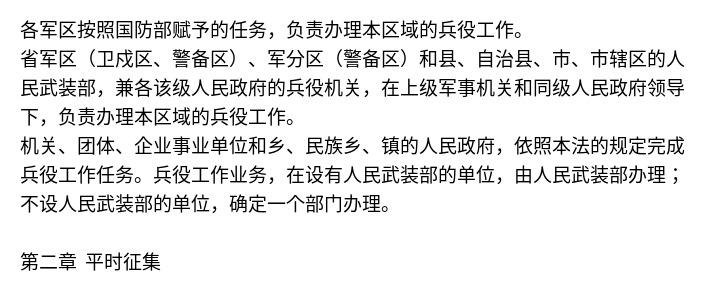 各军区按照国防部赋予的任务，负责办理本区域的兵役工作。
省军区（卫戍区、警备区）、军分区（警备区）和县、自治县、市、市辖区的人
民武装部，兼各该级人民政府的兵役机关，在上级军事机关和同级人民政府领导
下，负责办理本区域的兵役工作。
机关、团体、企业事业单位和乡、民族乡、镇的人民政府，依照本法的规定完成
兵役工作任务。兵役工作业务，在设有人民武装部的单位，由人民武装部办理；
不设人民武装部的单位，确定一个部门办理。
第二章 平时征集